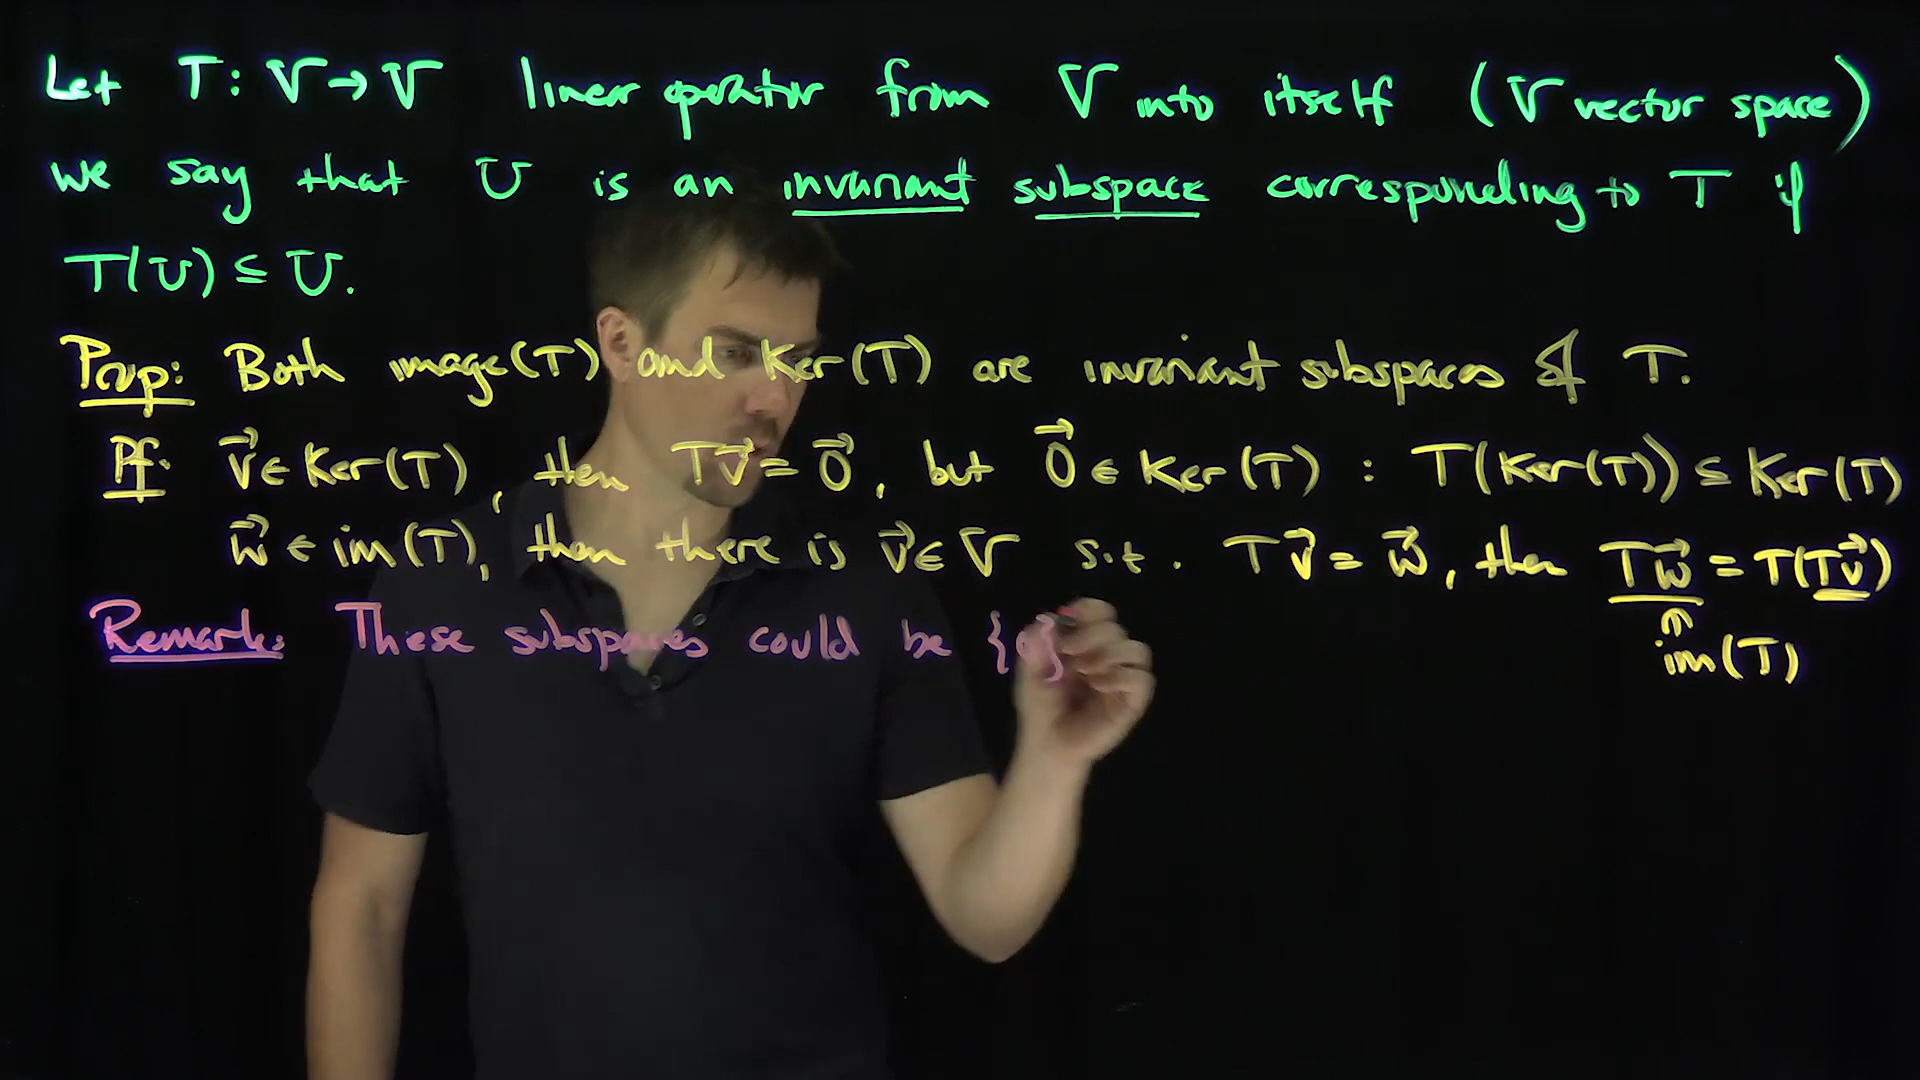 Let T: V → V linear operator from V into itself (V vector space)
we say that U is an invariant subspace corresponding to T if
T(U) ⊆ U.
Prop: Both image(T) and Ker(T) are invariant subspaces of T.
Pf: v⃗ ∈ Ker(T), then Tv⃗ = 0⃗, but 0⃗ ∈ Ker(T) : T(Ker(T)) ⊆ Ker(T)
w⃗ ∈ im(T), then there is v⃗ ∈ V s.t. Tv⃗ = w⃗, then Tw⃗ = T(Tv⃗)
∈ im(T)
Remark: These subspaces could be {0⃗}